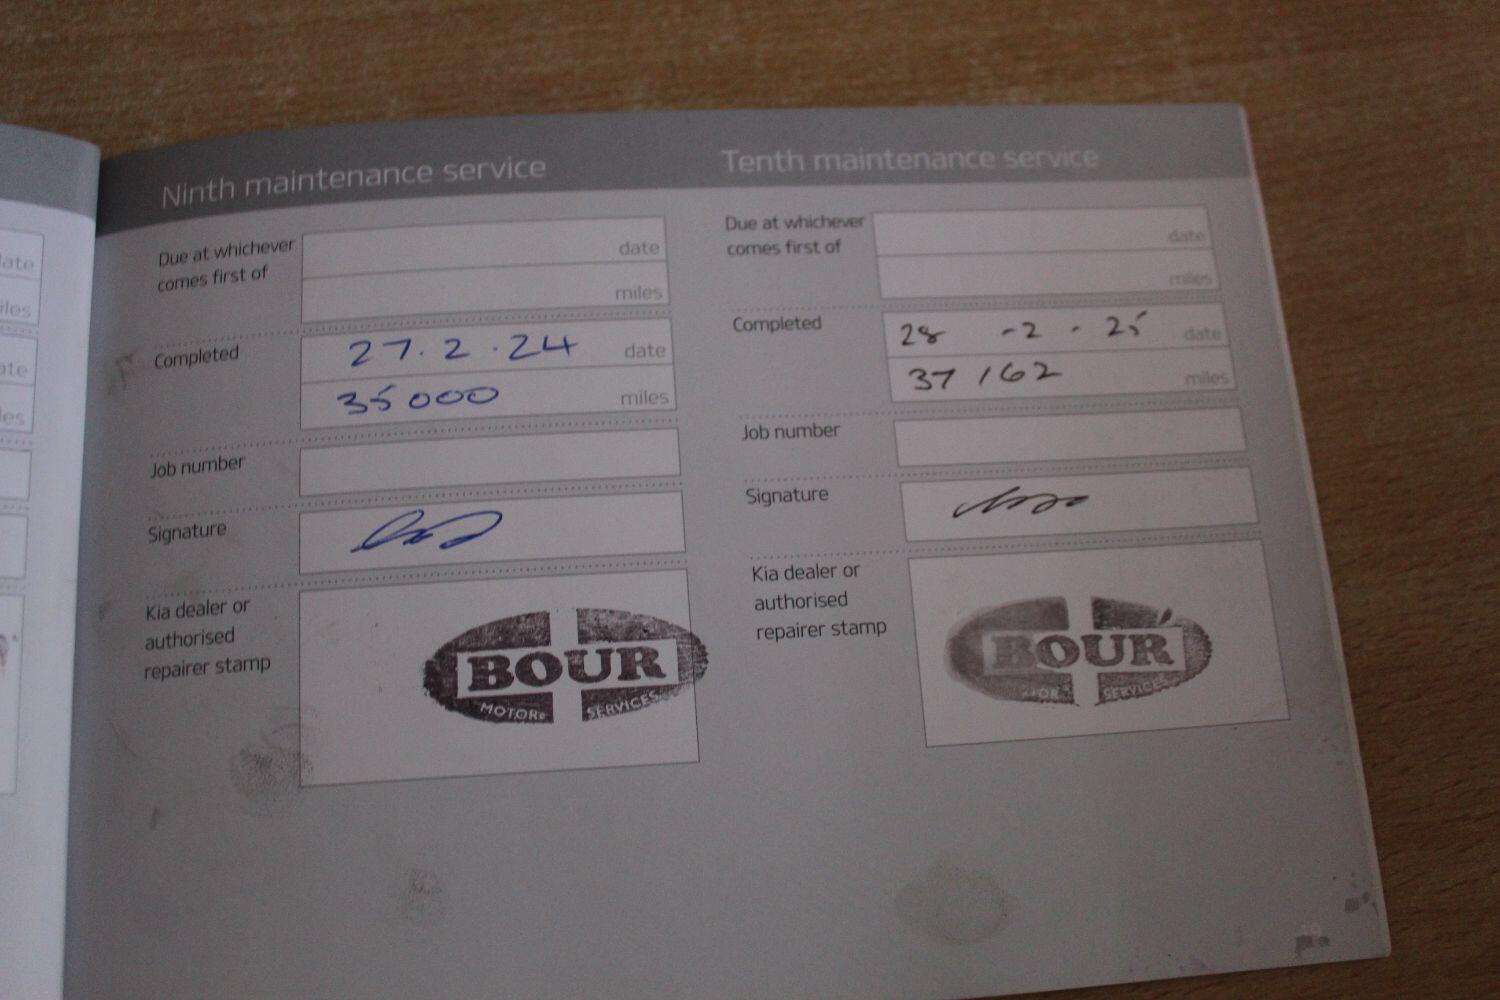 Ninth maintenance service
Due at whichever
comes first of
date
miles
Completed
27.2.24 date
35000 miles
Job number
Signature
Kia dealer or
authorised
repairer stamp
BOUR
MOTOR SERVICES
Tenth maintenance service
Due at whichever
comes first of
date
miles
Completed
28 -2 . 25 date
37162 miles
Job number
Signature
Kia dealer or
authorised
repairer stamp
BOUR
SERVICES